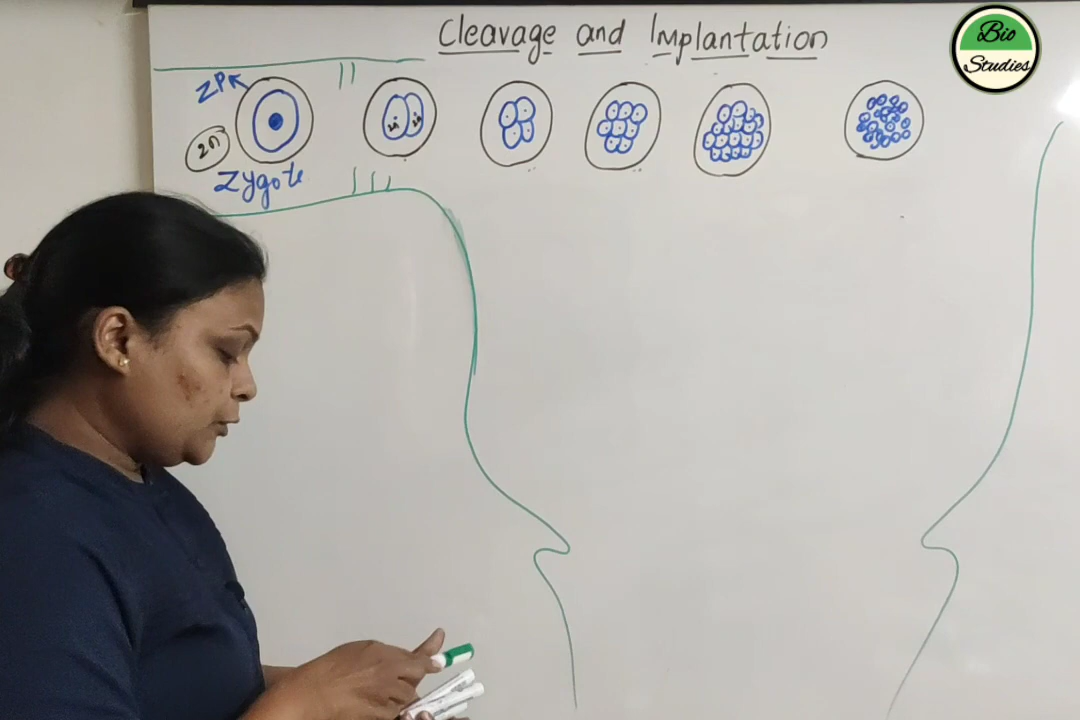 Cleavage and Implantation
Bio
Studies
ZP
2n
Zygote